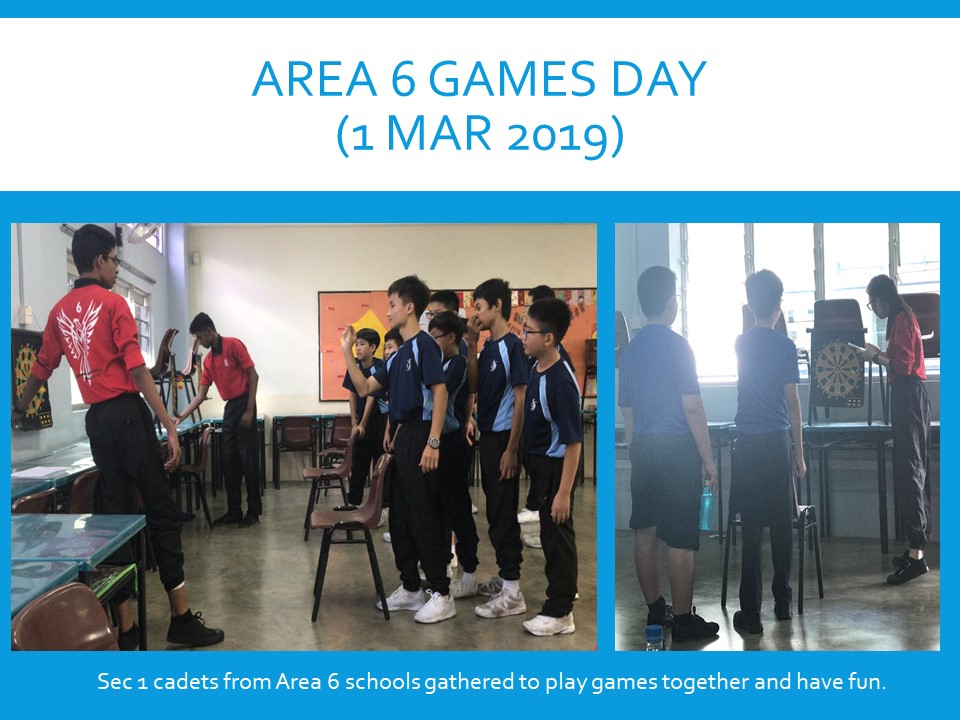 AREA 6 GAMES DAY
(1 MAR 2019)
6
Sec 1 cadets from Area 6 schools gathered to play games together and have fun.